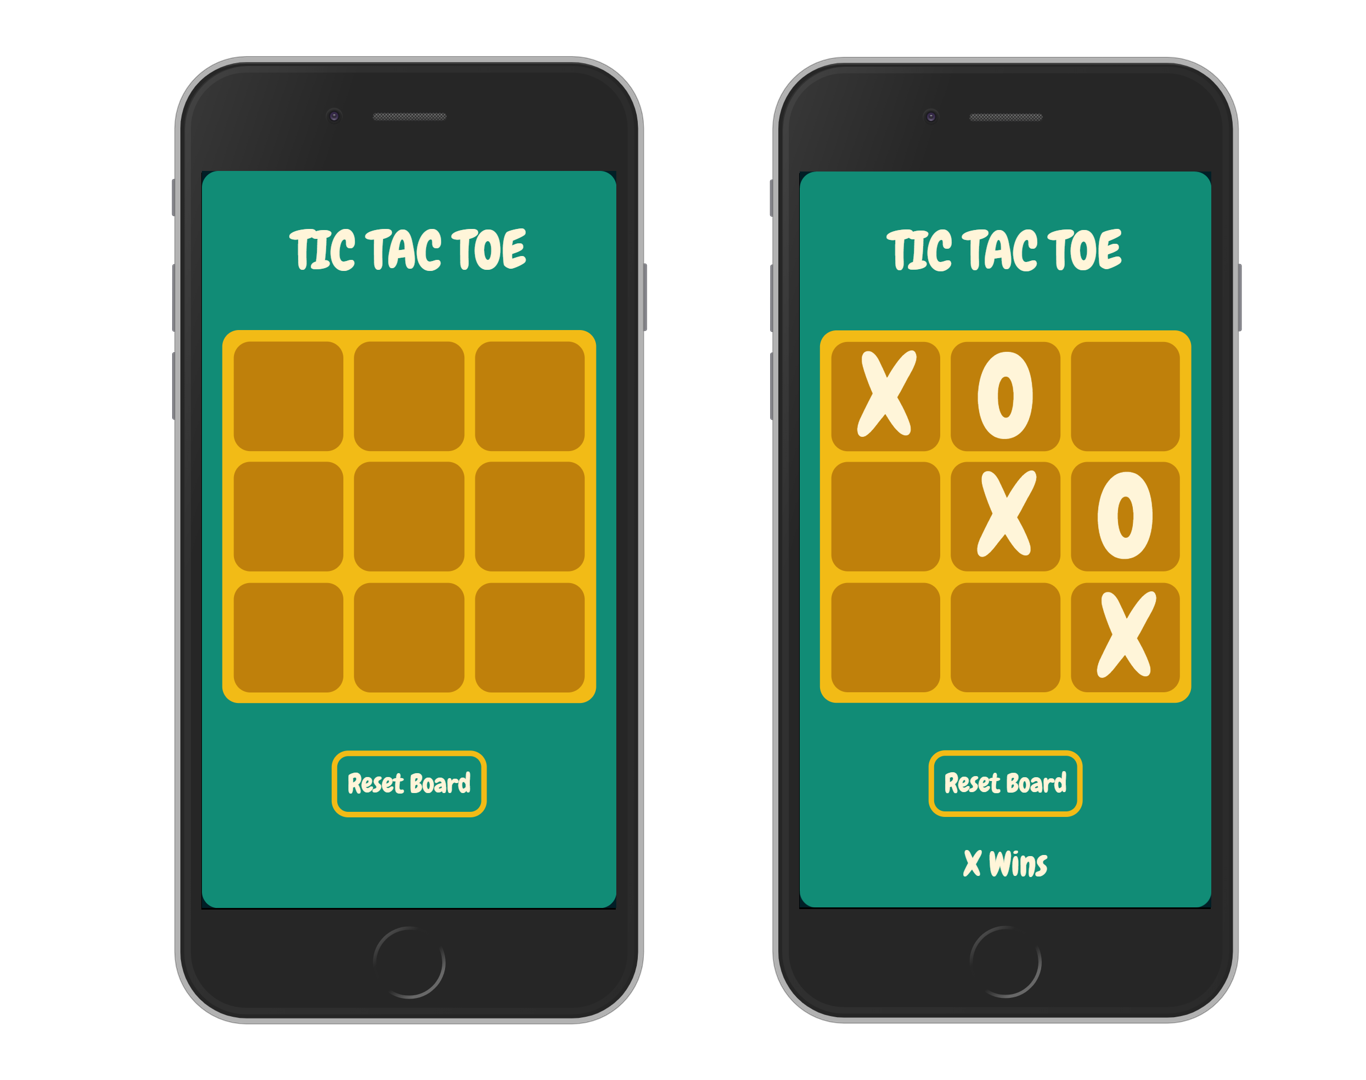 TIC TAC TOE
Reset Board
TIC TAC TOE
X O
X O
X
Reset Board
X Wins